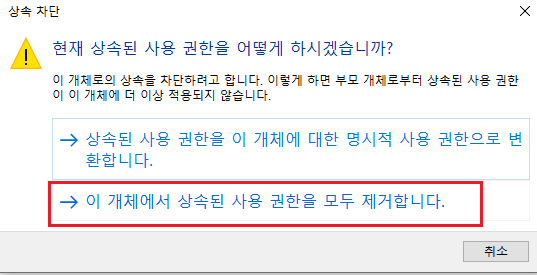 상속 차단
현재 상속된 사용 권한을 어떻게 하시겠습니까?
이 개체로의 상속을 차단하려고 합니다. 이렇게 하면 부모 개체로부터 상속된 사용 권한
이 이 개체에 더 이상 적용되지 않습니다.
상속된 사용 권한을 이 개체에 대한 명시적 사용 권한으로 변
환합니다.
이 개체에서 상속된 사용 권한을 모두 제거합니다.
취소